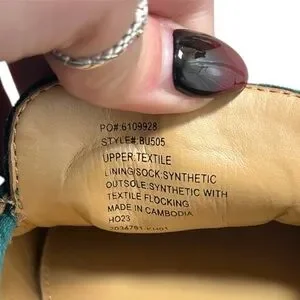 PO#:6109928
STYLE#:BU505
UPPER:TEXTILE
LINING/SOCK:SYNTHETIC
OUTSOLE:SYNTHETIC WITH
TEXTILE FLOCKING
MADE IN CAMBODIA
HO23